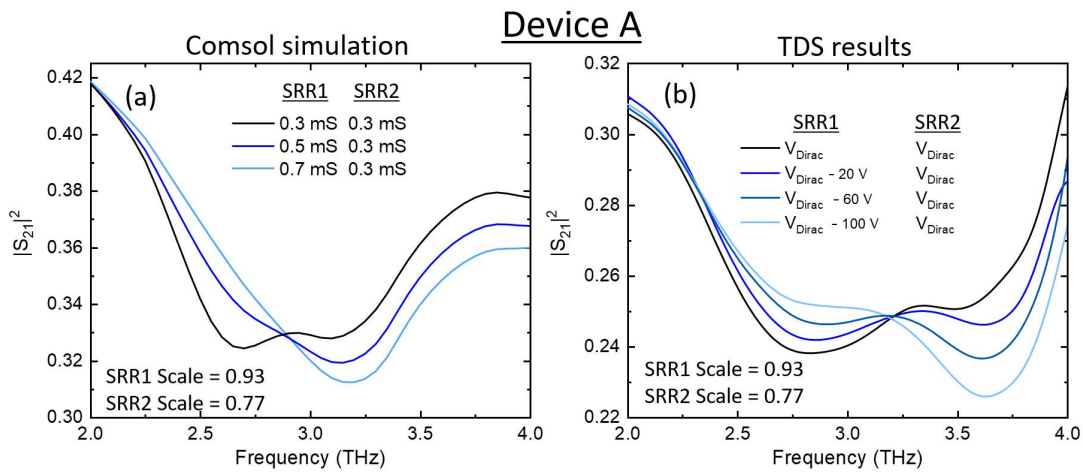 Device A
Comsol simulation
(a)
SRR1 SRR2
0.3 mS 0.3 mS
0.5 mS 0.3 mS
0.7 mS 0.3 mS
SRR1 Scale = 0.93
SRR2 Scale = 0.77
|S21|²
0.42
0.40
0.38
0.36
0.34
0.32
0.30
2.0 2.5 3.0 3.5 4.0
Frequency (THz)
TDS results
(b)
SRR1 SRR2
VDirac VDirac
VDirac - 20 V VDirac
VDirac - 60 V VDirac
VDirac - 100 V VDirac
SRR1 Scale = 0.93
SRR2 Scale = 0.77
|S21|²
0.32
0.30
0.28
0.26
0.24
0.22
2.0 2.5 3.0 3.5 4.0
Frequency (THz)